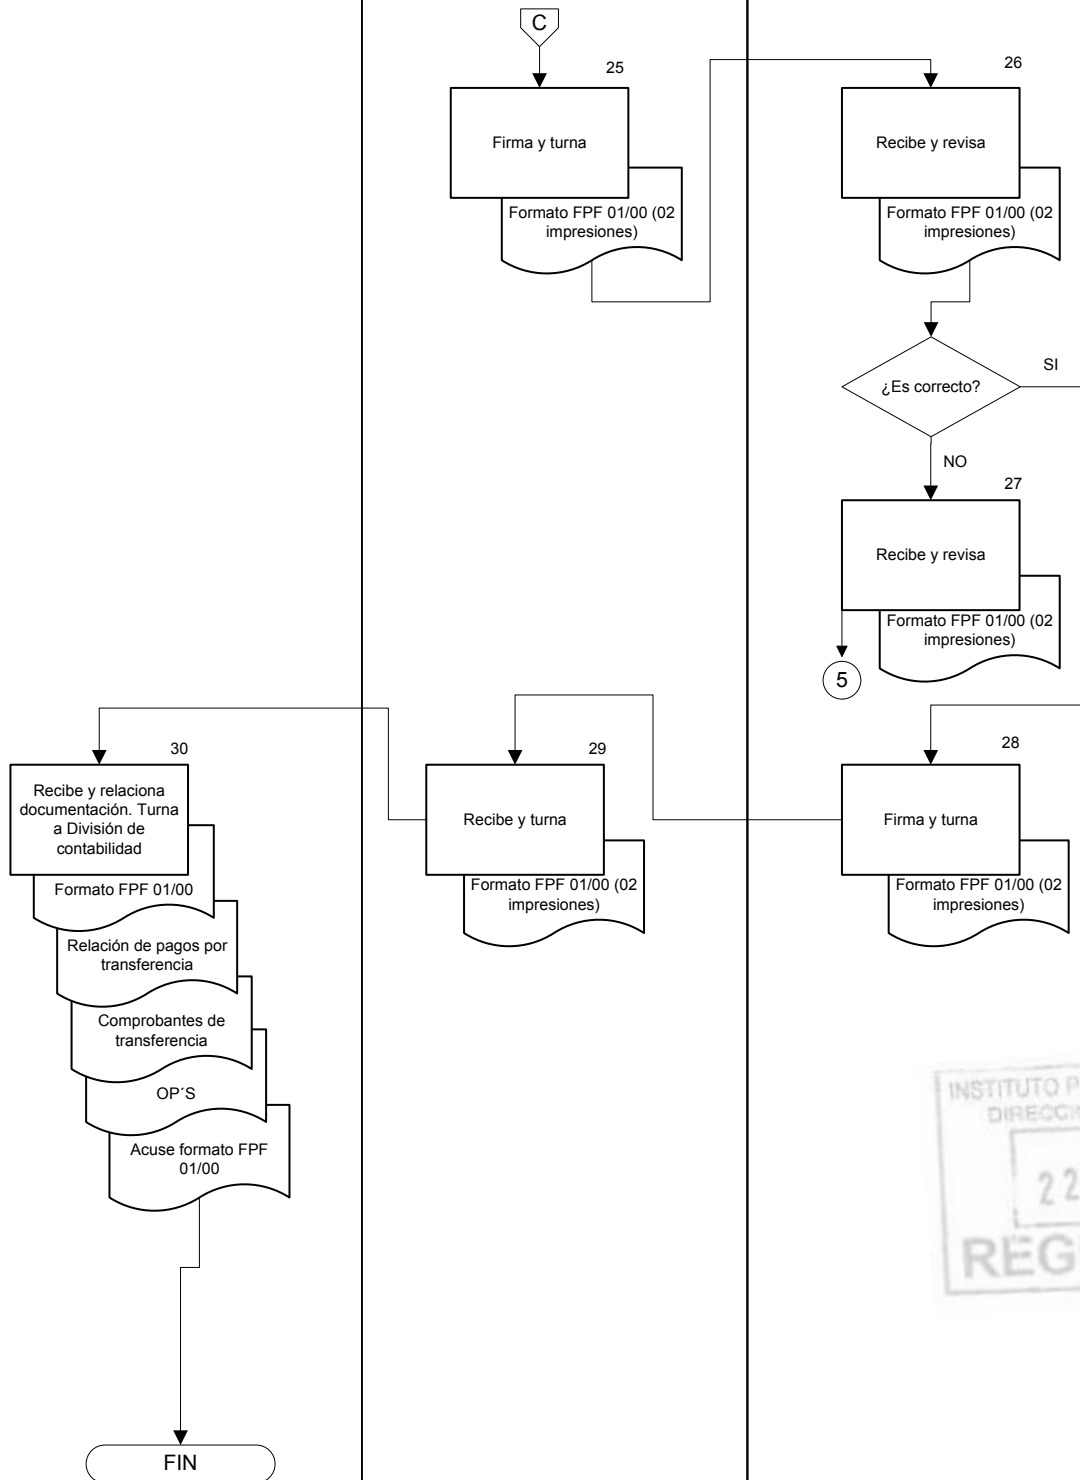 C
25
Firma y turna
Formato FPF 01/00 (02
impresiones)
26
Recibe y revisa
Formato FPF 01/00 (02
impresiones)
¿Es correcto?
SI
NO
27
Recibe y revisa
Formato FPF 01/00 (02
impresiones)
5
28
Firma y turna
Formato FPF 01/00 (02
impresiones)
29
Recibe y turna
Formato FPF 01/00 (02
impresiones)
30
Recibe y relaciona
documentación. Turna
a División de
contabilidad
Formato FPF 01/00
Relación de pagos por
transferencia
Comprobantes de
transferencia
OP´S
Acuse formato FPF
01/00
FIN
INSTITUTO P
DIRECCI
22
REG